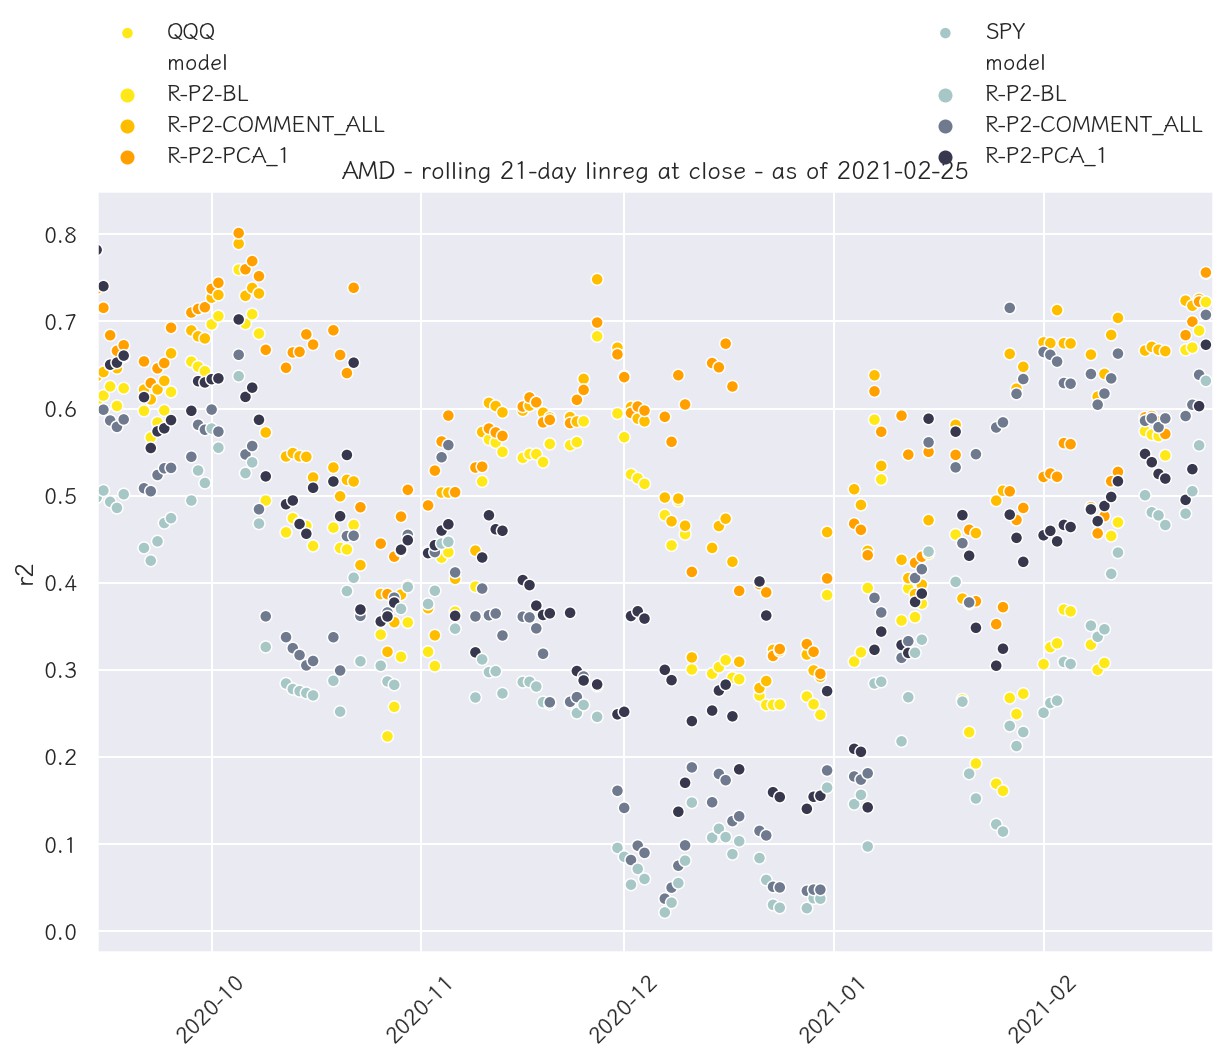 QQQ
model
R-P2-BL
R-P2-COMMENT_ALL
R-P2-PCA_1
SPY
model
R-P2-BL
R-P2-COMMENT_ALL
R-P2-PCA_1
AMD - rolling 21-day linreg at close - as of 2021-02-25
r2
0.8
0.7
0.6
0.5
0.4
0.3
0.2
0.1
0.0
2020-10
2020-11
2020-12
2021-01
2021-02